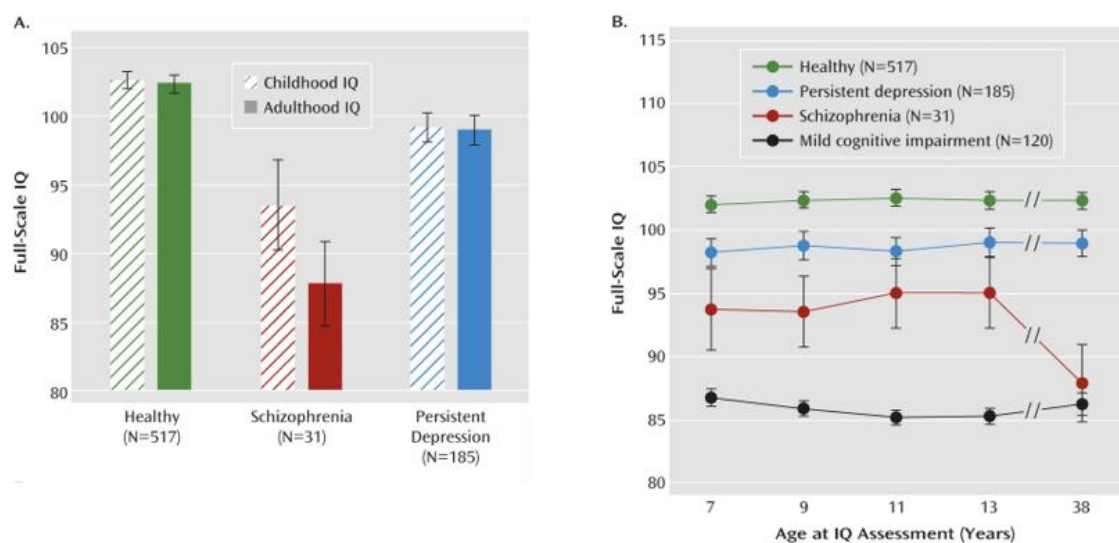 A.
105
100
95
90
85
80
Full-Scale IQ
Childhood IQ
Adulthood IQ
Healthy
(N=517)
Schizophrenia
(N=31)
Persistent
Depression
(N=185)
B.
115
110
105
100
95
90
85
80
Full-Scale IQ
Healthy (N=517)
Persistent depression (N=185)
Schizophrenia (N=31)
Mild cognitive impairment (N=120)
7 9 11 13 38
Age at IQ Assessment (Years)